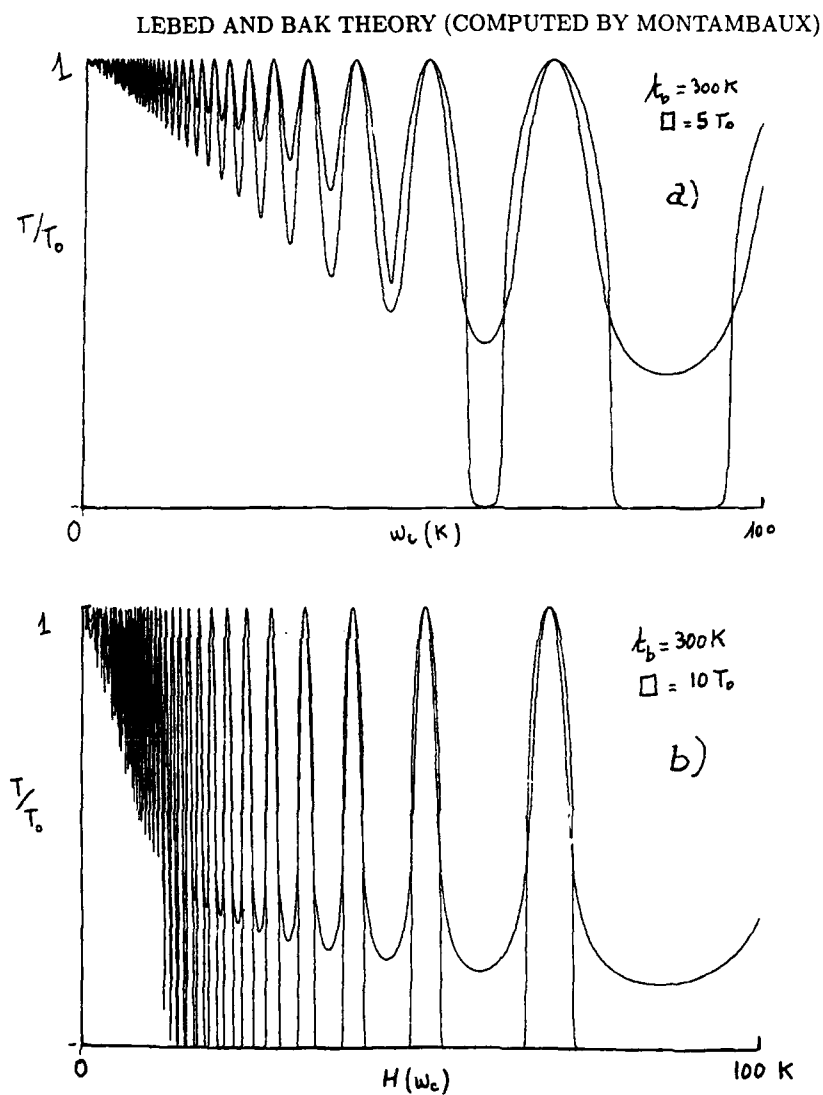 LEBED AND BAK THEORY (COMPUTED BY MONTAMBAUX)
1
t_b = 300 K
□ = 5 T₀
a)
T/T₀
0
ω_c (K)
100
1
t_b = 300 K
□ = 10 T₀
b)
T/T₀
0
H (ω_c)
100 K